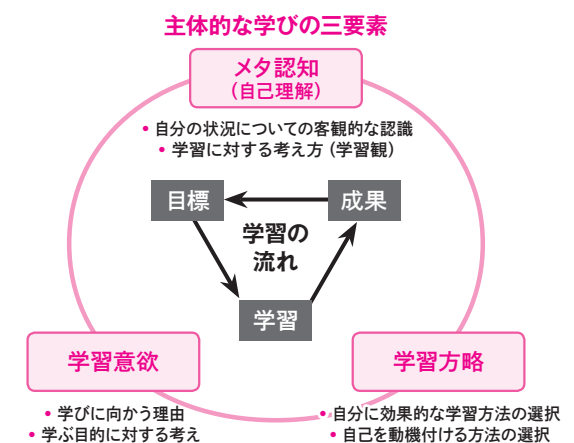 主体的な学びの三要素
メタ認知
(自己理解)
• 自分の状況についての客観的な認識
• 学習に対する考え方(学習観)
目標
成果
学習の
流れ
学習
学習意欲
• 学びに向かう理由
• 学ぶ目的に対する考え
学習方略
• 自分に効果的な学習方法の選択
• 自己を動機付ける方法の選択